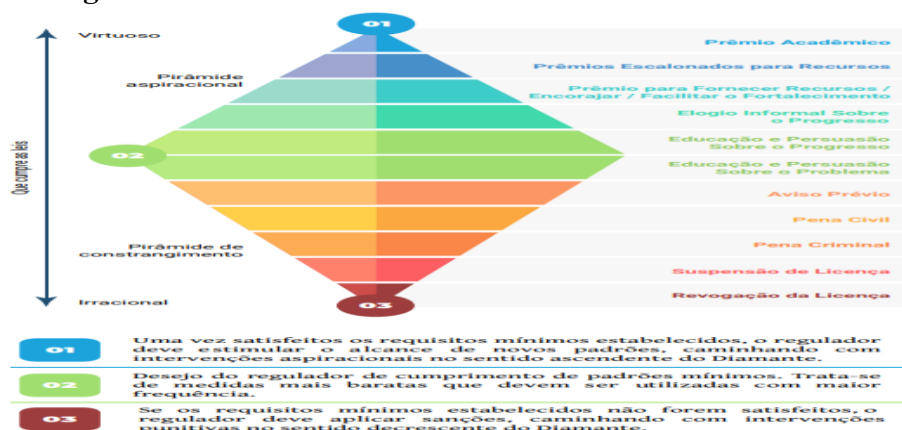 01
Virtuoso
Prêmio Acadêmico
Prêmios Escalonados para Recursos
Pirâmide
aspiracional
Prêmio para Fornecer Recursos /
Encorajar / Facilitar o Fortalecimento
Elogio Informal Sobre
o Progresso
Educação e Persuasão
Sobre o Progresso
02
Que cumpre as leis
Educação e Persuasão
Sobre o Problema
Aviso Prévio
Pena Civil
Pirâmide de
constrangimento
Pena Criminal
Suspensão de Licença
Irracional
Revogação da Licença
03
01
Uma vez satisfeitos os requisitos mínimos estabelecidos, o regulador
deve estimular o alcance de novos padrões, caminhando com
intervenções aspiracionais no sentido ascendente do Diamante.
02
Desejo do regulador de cumprimento de padrões mínimos. Trata-se
de medidas mais baratas que devem ser utilizadas com maior
frequência.
03
Se os requisitos mínimos estabelecidos não forem satisfeitos, o
regulador deve aplicar sanções, caminhando com intervenções
punitivas no sentido decrescente do Diamante.